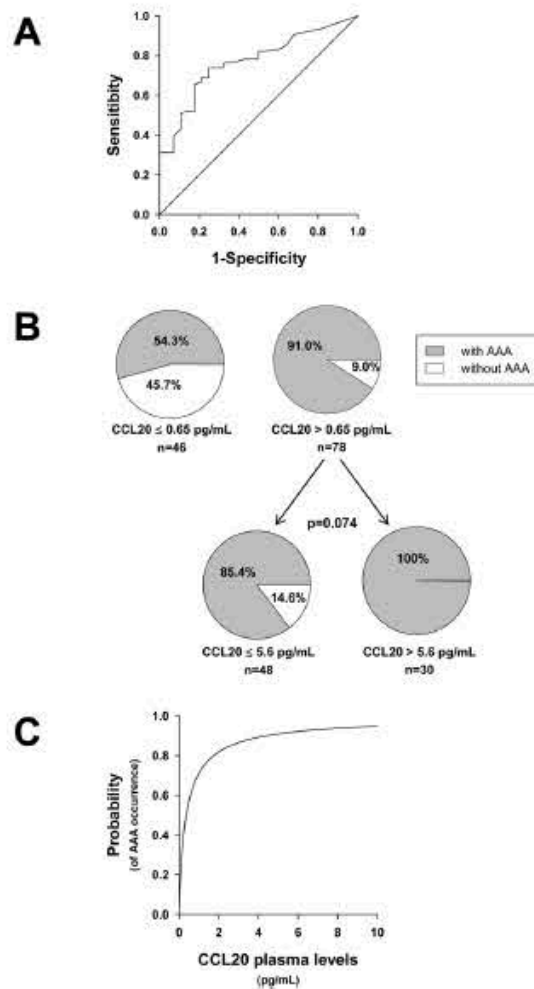 A
Sensitibity
1.0
0.8
0.6
0.4
0.2
0.0
0.0 0.2 0.4 0.6 0.8 1.0
1-Specificity
B
54.3%
45.7%
CCL20 ≤ 0.65 pg/mL
n=46
91.0%
9.0%
CCL20 > 0.65 pg/mL
n=78
with AAA
without AAA
p=0.074
85.4%
14.6%
CCL20 ≤ 5.6 pg/mL
n=48
100%
CCL20 > 5.6 pg/mL
n=30
C
Probability
(of AAA occurrence)
1.0
0.8
0.6
0.4
0.2
0.0
0 2 4 6 8 10
CCL20 plasma levels
(pg/mL)